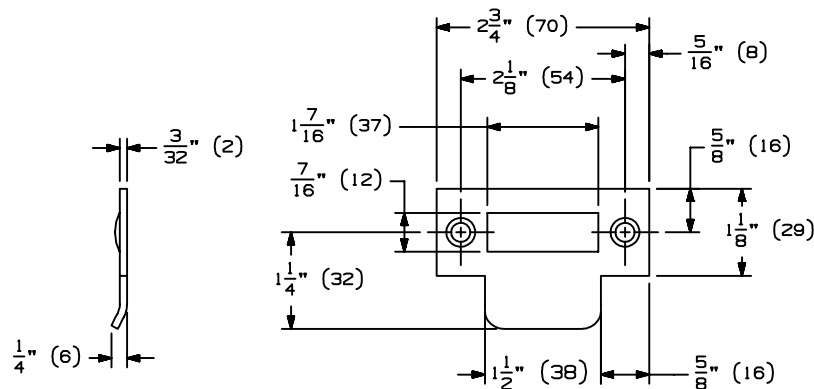 2 3/4" (70)
5/16" (8)
2 1/8" (54)
1 7/16" (37)
3/32" (2)
5/8" (16)
7/16" (12)
1 1/8" (29)
1 1/4" (32)
1/4" (6)
1 1/2" (38)
5/8" (16)